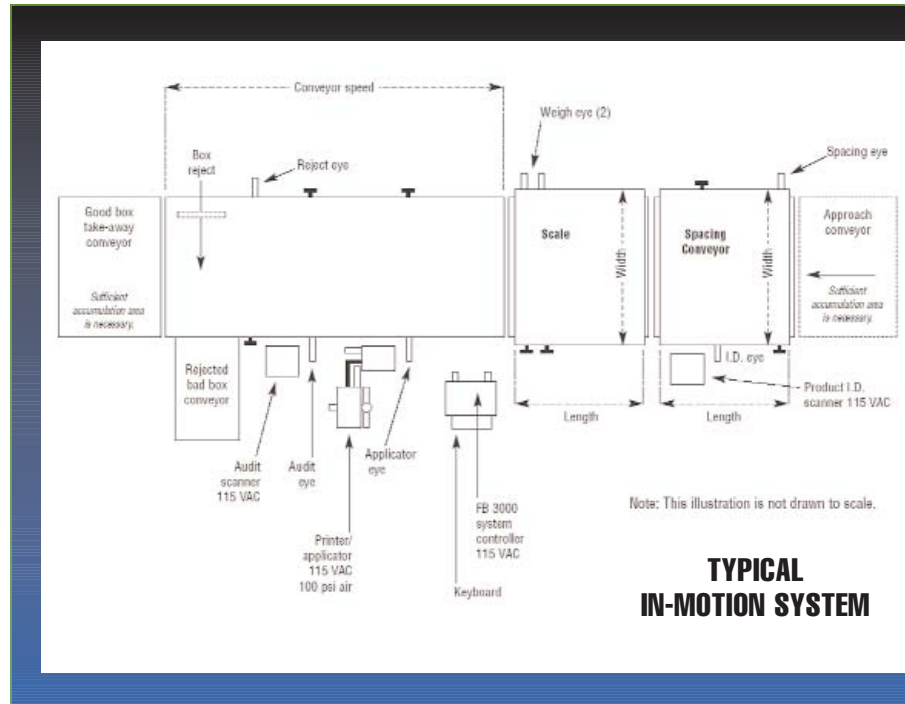 Conveyor speed
Weigh eye (2)
Spacing eye
Box
reject
Reject eye
Good box
take-away
conveyor
Sufficient
accumulation area
is necessary.
Scale
Width
Spacing
Conveyor
Width
Approach
conveyor
Sufficient
accumulation area
is necessary.
Rejected
bad box
conveyor
I.D. eye
Product I.D.
scanner 115 VAC
Length
Length
Audit
scanner
115 VAC
Audit
eye
Applicator
eye
Printer/
applicator
115 VAC
100 psi air
FB 3000
system
controller
115 VAC
Keyboard
Note: This illustration is not drawn to scale.
TYPICAL
IN-MOTION SYSTEM